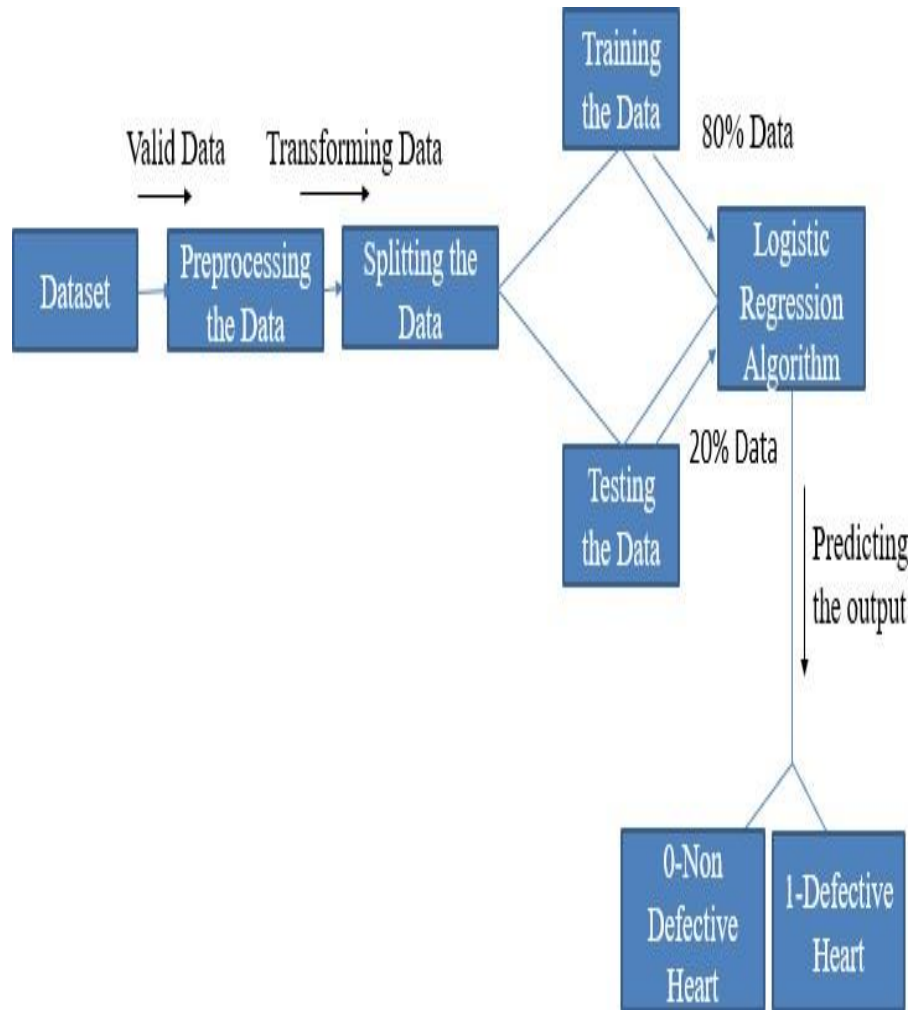 Training
the Data
Valid Data
Transforming Data
80% Data
Dataset
Preprocessing
the Data
Splitting the
Data
Logistic
Regression
Algorithm
20% Data
Testing
the Data
Predicting
the output
0-Non
Defective
Heart
1-Defective
Heart